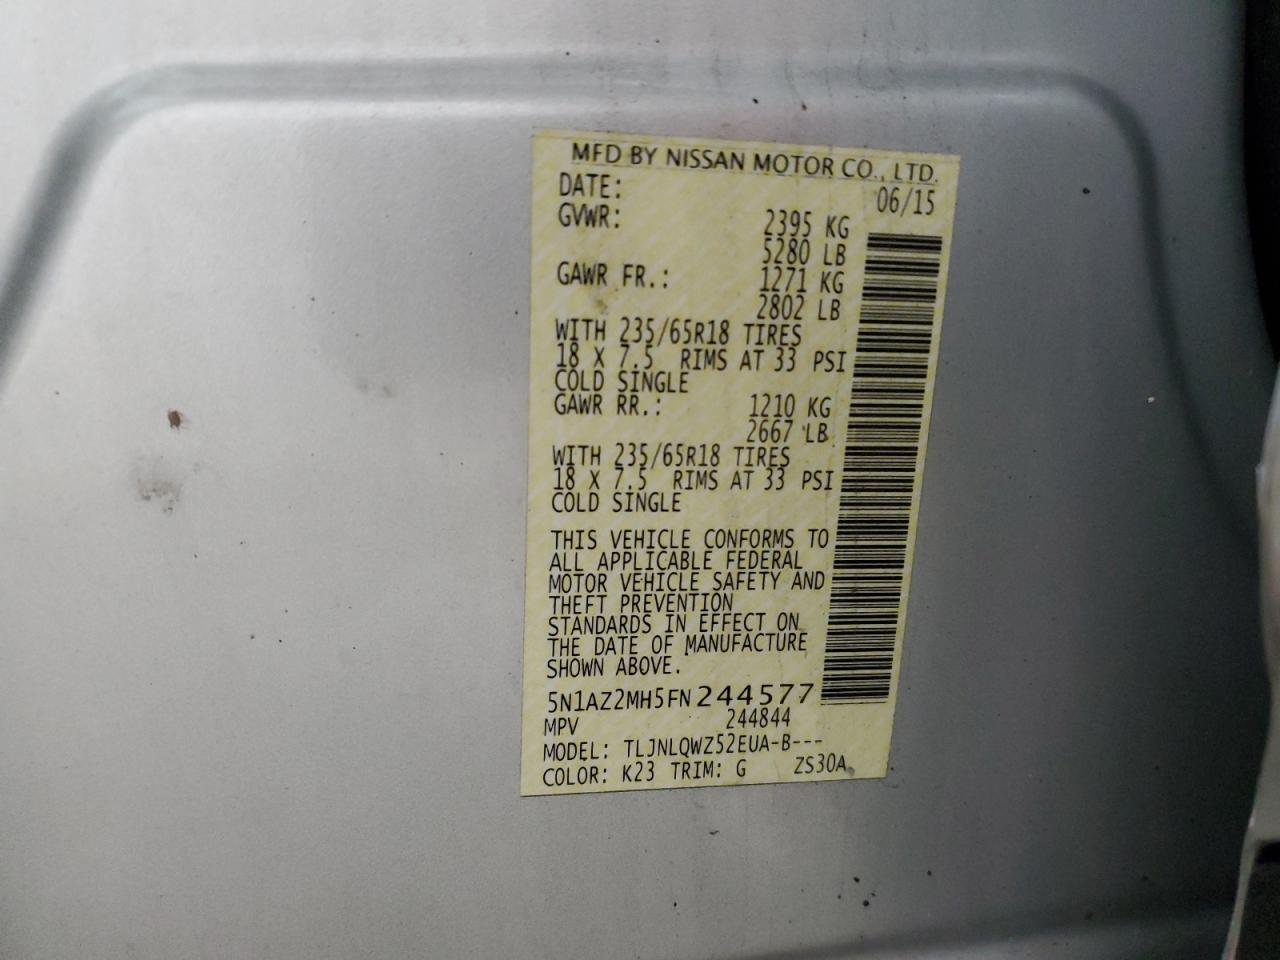 MFD BY NISSAN MOTOR CO., LTD.
DATE: 06/15
GVWR: 2395 KG
5280 LB
GAWR FR.: 1271 KG
2802 LB
WITH 235/65R18 TIRES
18 X 7.5 RIMS AT 33 PSI
COLD SINGLE
GAWR RR.: 1210 KG
2667 LB
WITH 235/65R18 TIRES
18 X 7.5 RIMS AT 33 PSI
COLD SINGLE
THIS VEHICLE CONFORMS TO
ALL APPLICABLE FEDERAL
MOTOR VEHICLE SAFETY AND
THEFT PREVENTION
STANDARDS IN EFFECT ON
THE DATE OF MANUFACTURE
SHOWN ABOVE.
5N1AZ2MH5FN244577
MPV 244844
MODEL: TLJNLQWZ52EUA-B---
COLOR: K23 TRIM: G ZS30A